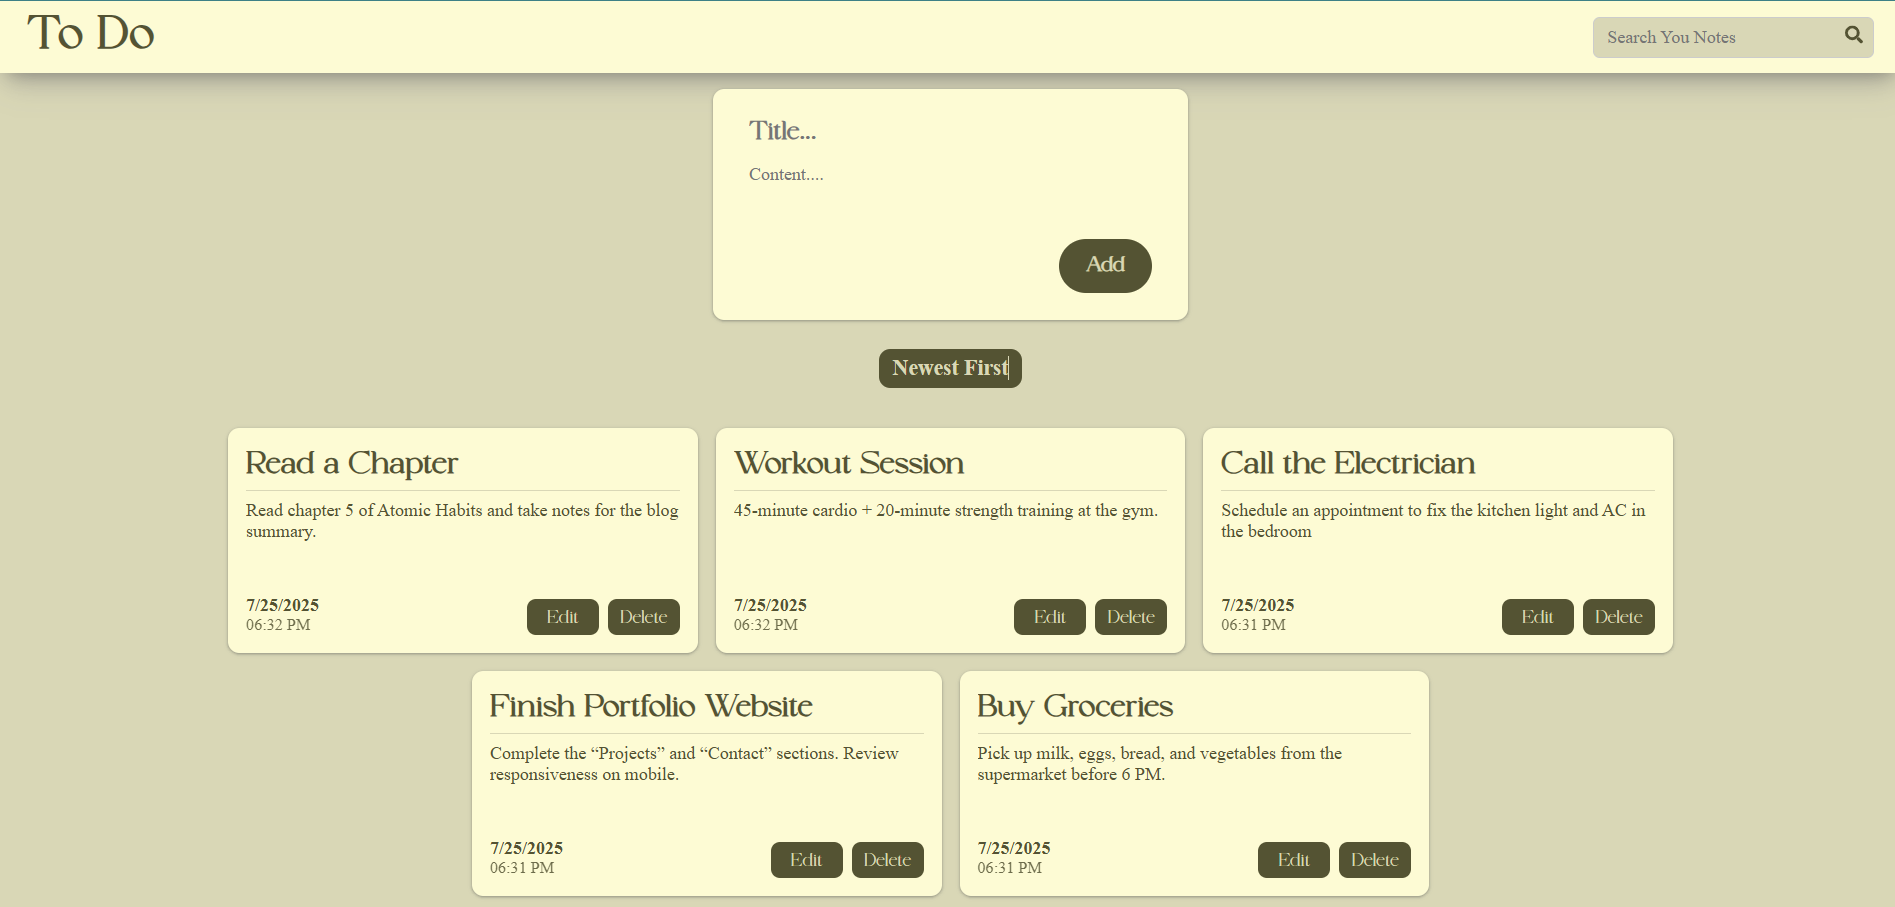 To Do
Search You Notes
Title...
Content....
Add
Newest First
Read a Chapter
Read chapter 5 of Atomic Habits and take notes for the blog
summary.
7/25/2025
06:32 PM
Edit
Delete
Workout Session
45-minute cardio + 20-minute strength training at the gym.
7/25/2025
06:32 PM
Edit
Delete
Call the Electrician
Schedule an appointment to fix the kitchen light and AC in
the bedroom
7/25/2025
06:31 PM
Edit
Delete
Finish Portfolio Website
Complete the “Projects” and “Contact” sections. Review
responsiveness on mobile.
7/25/2025
06:31 PM
Edit
Delete
Buy Groceries
Pick up milk, eggs, bread, and vegetables from the
supermarket before 6 PM.
7/25/2025
06:31 PM
Edit
Delete